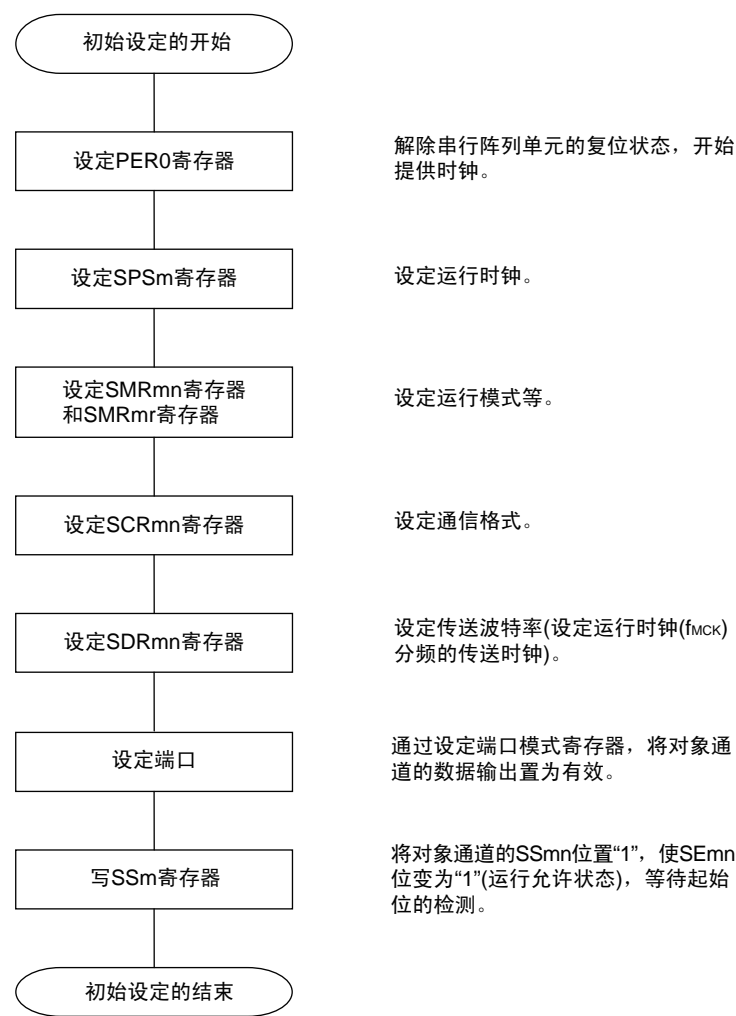 初始设定的开始
设定PER0寄存器
解除串行阵列单元的复位状态，开始
提供时钟。
设定SPSm寄存器
设定运行时钟。
设定SMRmn寄存器
和SMRmr寄存器
设定运行模式等。
设定SCRmn寄存器
设定通信格式。
设定SDRmn寄存器
设定传送波特率(设定运行时钟(fMCK)
分频的传送时钟)。
设定端口
通过设定端口模式寄存器，将对象通
道的数据输出置为有效。
写SSm寄存器
将对象通道的SSmn位置“1”，使SEmn
位变为“1”(运行允许状态)，等待起始
位的检测。
初始设定的结束